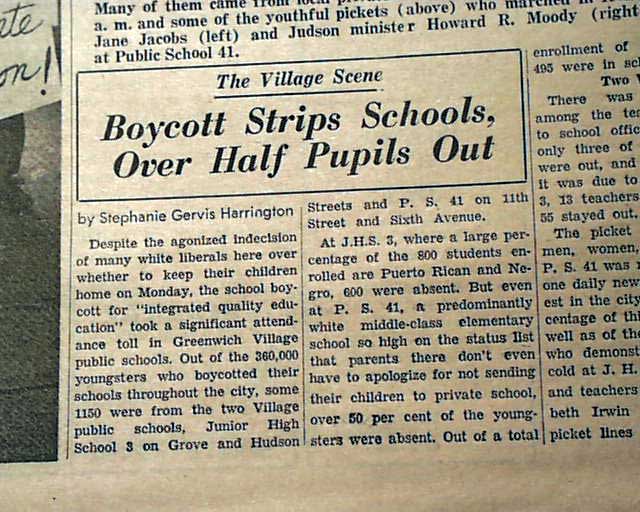 ate
on!
Many of them came from local
a. m. and some of the youthful pickets (above) who marched in
Jane Jacobs (left) and Judson minister Howard R. Moody (right
at Public School 41.
The Village Scene
Boycott Strips Schools,
Over Half Pupils Out
by Stephanie Gervis Harrington
Despite the agonized indecision
of many white liberals here over
whether to keep their children
home on Monday, the school boy-
cott for "integrated quality edu-
cation" took a significant attend-
ance toll in Greenwich Village
public schools. Out of the 360,000
youngsters who boycotted their
schools throughout the city, some
1150 were from the two Village
public schools, Junior High
School 3 on Grove and Hudson
Streets and P. S. 41 on 11th
Street and Sixth Avenue.
At J.H.S. 3, where a large per-
centage of the 800 students en-
rolled are Puerto Rican and Ne-
gro, 600 were absent. But even
at P. S. 41, a predominantly
white middle-class elementary
school so high on the status list
that parents there don't even
have to apologize for not sending
their children to private school,
over 50 per cent of the young-
sters were absent. Out of a total
enrollment of
495 were in sch
Two W
There was
among the tea
to school offic
only three of
were out, and
it was due to
3, 13 teachers
55 stayed out.
The picket
men, women,
P. S. 41 was
one daily new
est in the city
centage of thi
well as of the
who demonst
cold at J. H.
and teachers
beth Irwin
picket lines